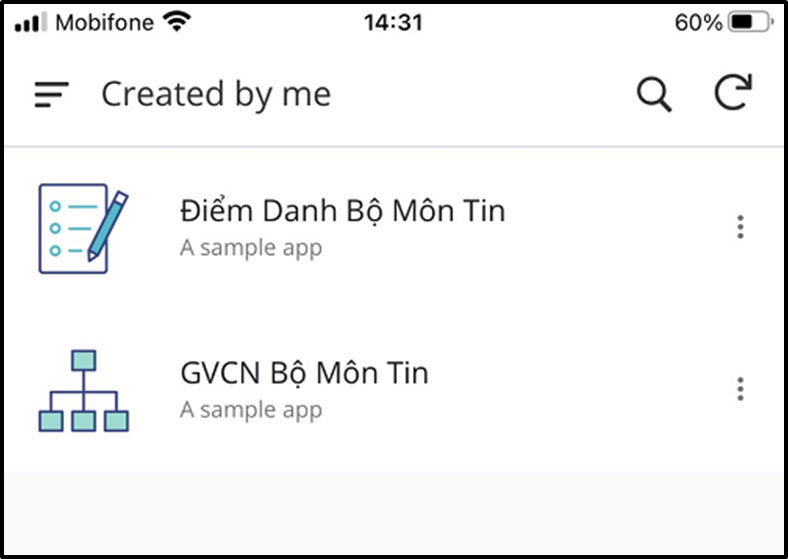 Mobifone 14:31 60%
Created by me
Điểm Danh Bộ Môn Tin
A sample app
GVCN Bộ Môn Tin
A sample app